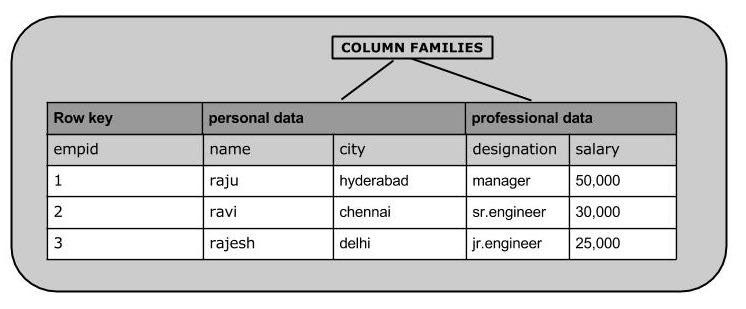 COLUMN FAMILIES
Row key personal data professional data
empid name city designation salary
1 raju hyderabad manager 50,000
2 ravi chennai sr.engineer 30,000
3 rajesh delhi jr.engineer 25,000